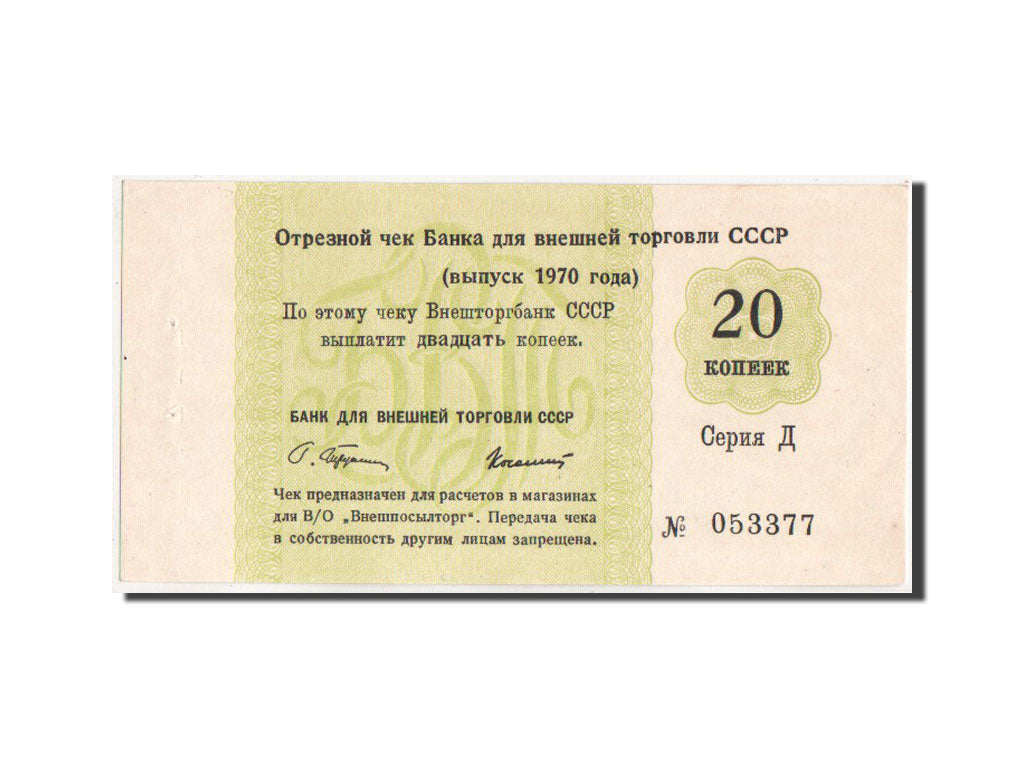 Отрезной чек Банка для внешней торговли СССР
(выпуск 1970 года)
По этому чеку Внешторгбанк СССР
выплатит двадцать копеек.
20
КОПЕЕК
БАНК ДЛЯ ВНЕШНЕЙ ТОРГОВЛИ СССР
Серия Д
Чек предназначен для расчетов в магазинах
для В/О „Внешпосылторг“. Передача чека
в собственность другим лицам запрещена.
№ 053377